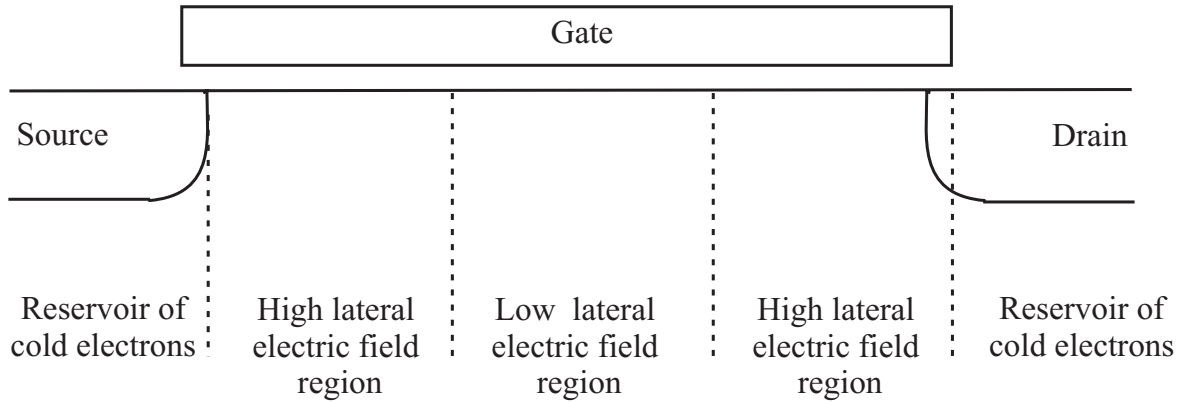 Gate
Source
Drain
Reservoir of
cold electrons
High lateral
electric field
region
Low lateral
electric field
region
High lateral
electric field
region
Reservoir of
cold electrons